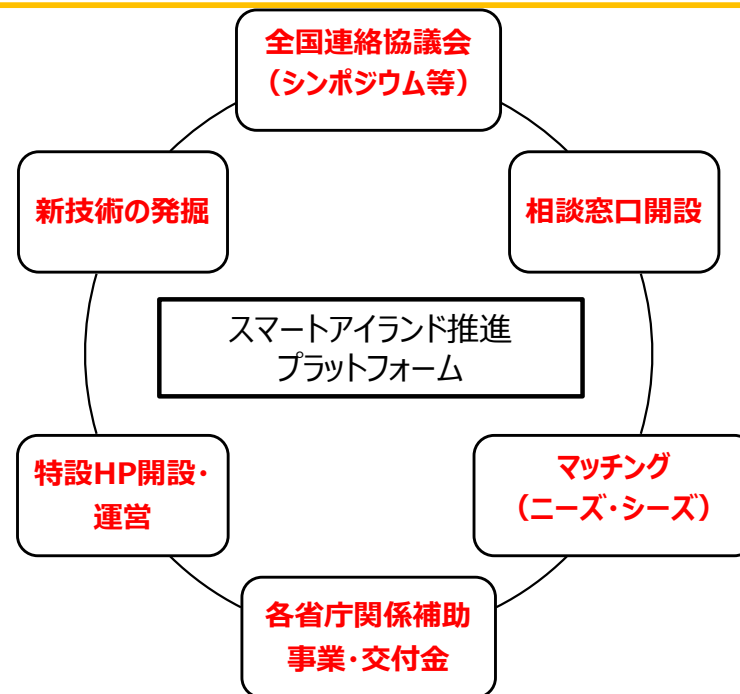 全国連絡協議会
（シンポジウム等）
新技術の発掘
相談窓口開設
スマートアイランド推進
プラットフォーム
特設HP開設・
運営
マッチング
（ニーズ・シーズ）
各省庁関係補助
事業・交付金